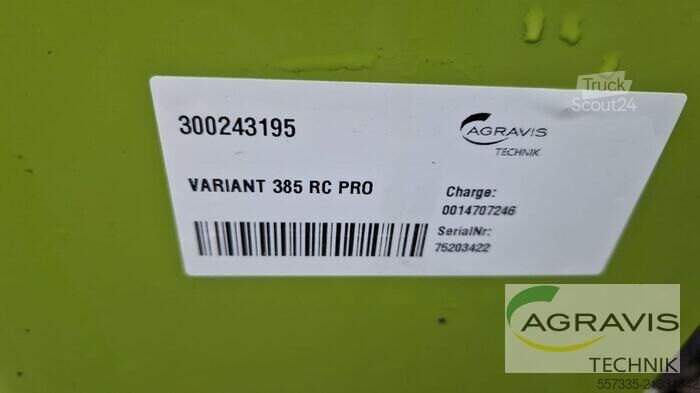 Truck
Scout24
300243195
AGRAVIS
TECHNIK
VARIANT 385 RC PRO
Charge:
0014707246
SerialNr:
75203422
AGRAVIS
TECHNIK